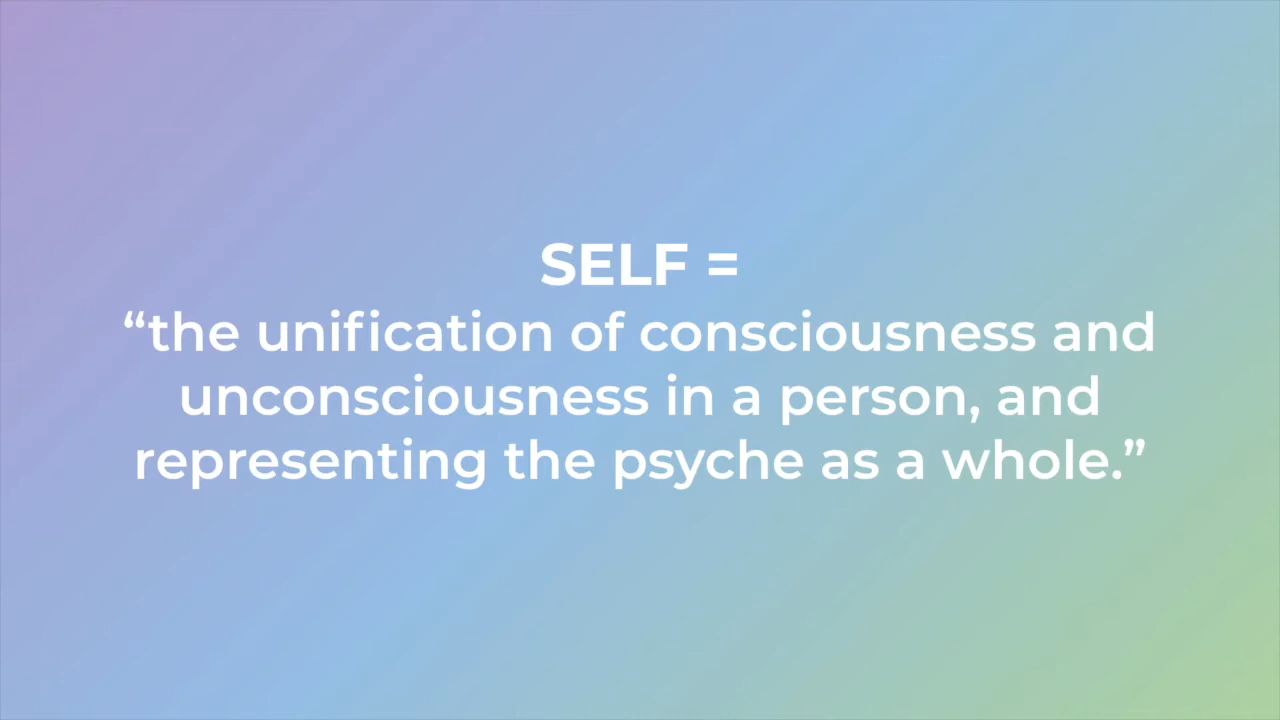 SELF =
“the unification of consciousness and
unconsciousness in a person, and
representing the psyche as a whole.”